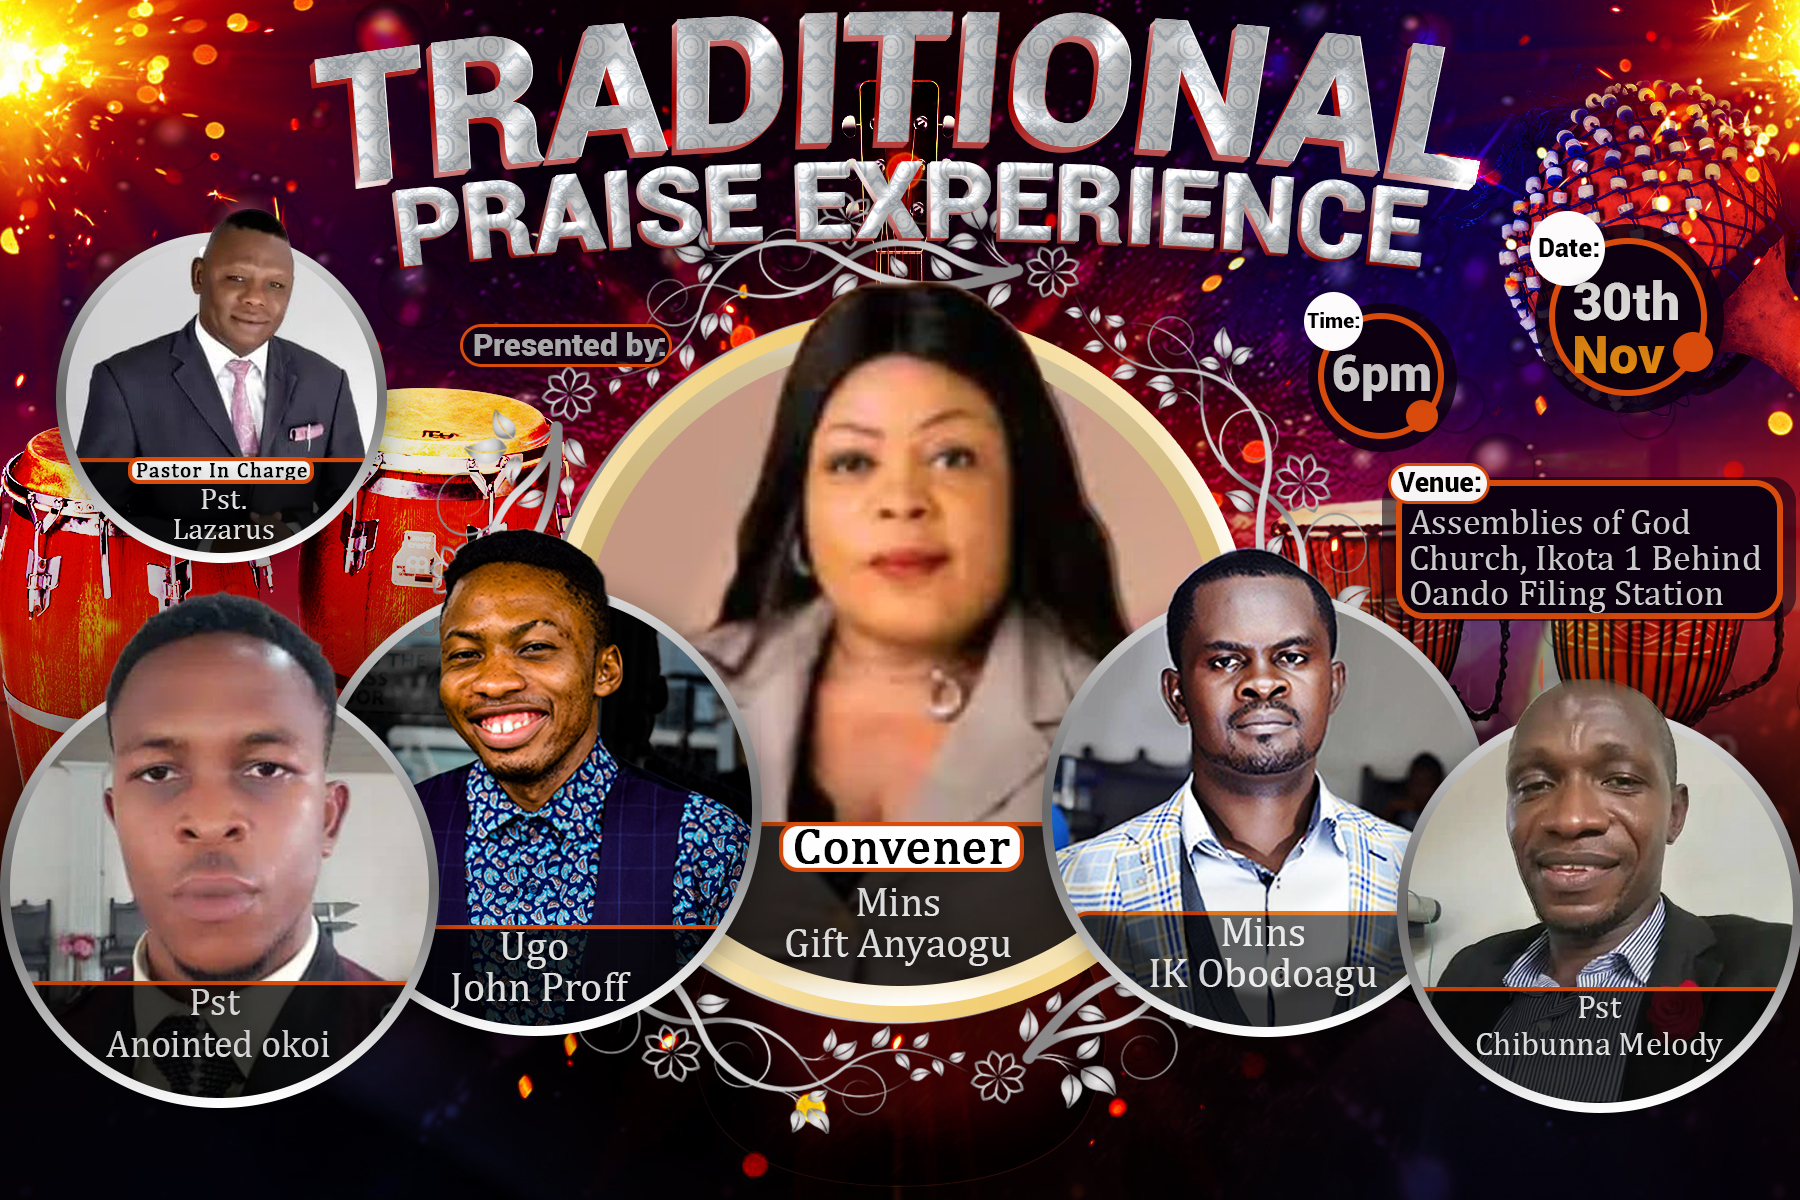 TRADITIONAL
PRAISE EXPERIENCE
Date:
30th
Nov
Time:
6pm
Presented by:
Venue:
Assemblies of God
Church, Ikota 1 Behind
Oando Filing Station
Pastor In Charge
Pst.
Lazarus
Convener
Mins
Gift Anyaogu
Ugo
John Proff
Mins
IK Obodoagu
Pst
Anointed okoi
Pst
Chibunna Melody